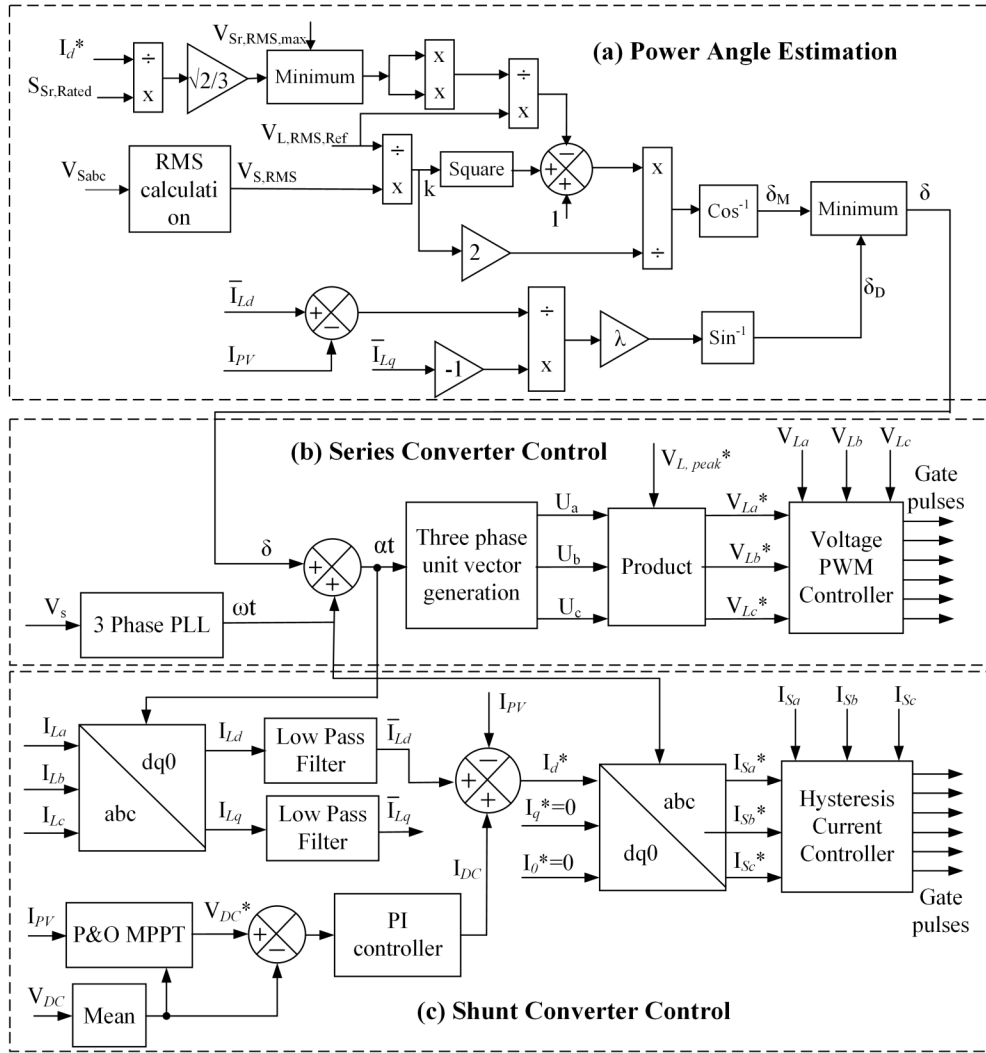 (a) Power Angle Estimation
I_d*
S_Sr,Rated
÷
x
√2/3
V_Sr,RMS,max
Minimum
x
x
÷
x
V_L,RMS,Ref
V_Sabc
RMS
calculati
on
V_S,RMS
÷
x
k
Square
−
+
+
1
2
x
÷
Cos⁻¹
δ_M
Minimum
δ
δ_D
I̅_Ld
+
−
I_PV
I̅_Lq
-1
÷
x
λ
Sin⁻¹
(b) Series Converter Control
δ
+
+
αt
V_s
3 Phase PLL
ωt
Three phase
unit vector
generation
U_a
U_b
U_c
V_L, peak*
Product
V_La*
V_Lb*
V_Lc*
V_La
V_Lb
V_Lc
Voltage
PWM
Controller
Gate
pulses
I_La
I_Lb
I_Lc
dq0
abc
I_Ld
I_Lq
Low Pass
Filter
Low Pass
Filter
I̅_Ld
I̅_Lq
I_PV
−
+
+
I_d*
I_q*=0
I_0*=0
abc
dq0
I_Sa*
I_Sb*
I_Sc*
I_Sa
I_Sb
I_Sc
Hysteresis
Current
Controller
Gate
pulses
I_DC
I_PV
P&O MPPT
V_DC*
+
−
PI
controller
V_DC
Mean
(c) Shunt Converter Control